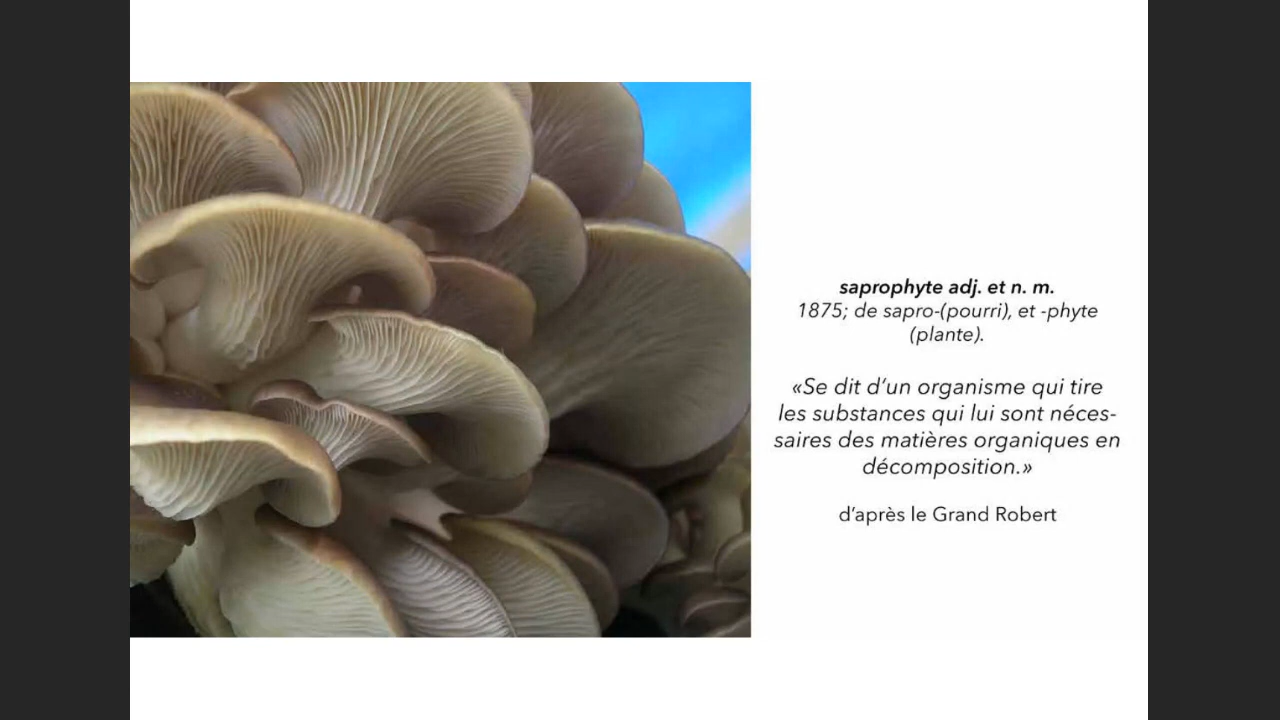 saprophyte adj. et n. m.
1875; de sapro-(pourri), et -phyte
(plante).
«Se dit d’un organisme qui tire
les substances qui lui sont néces-
saires des matières organiques en
décomposition.»
d’après le Grand Robert